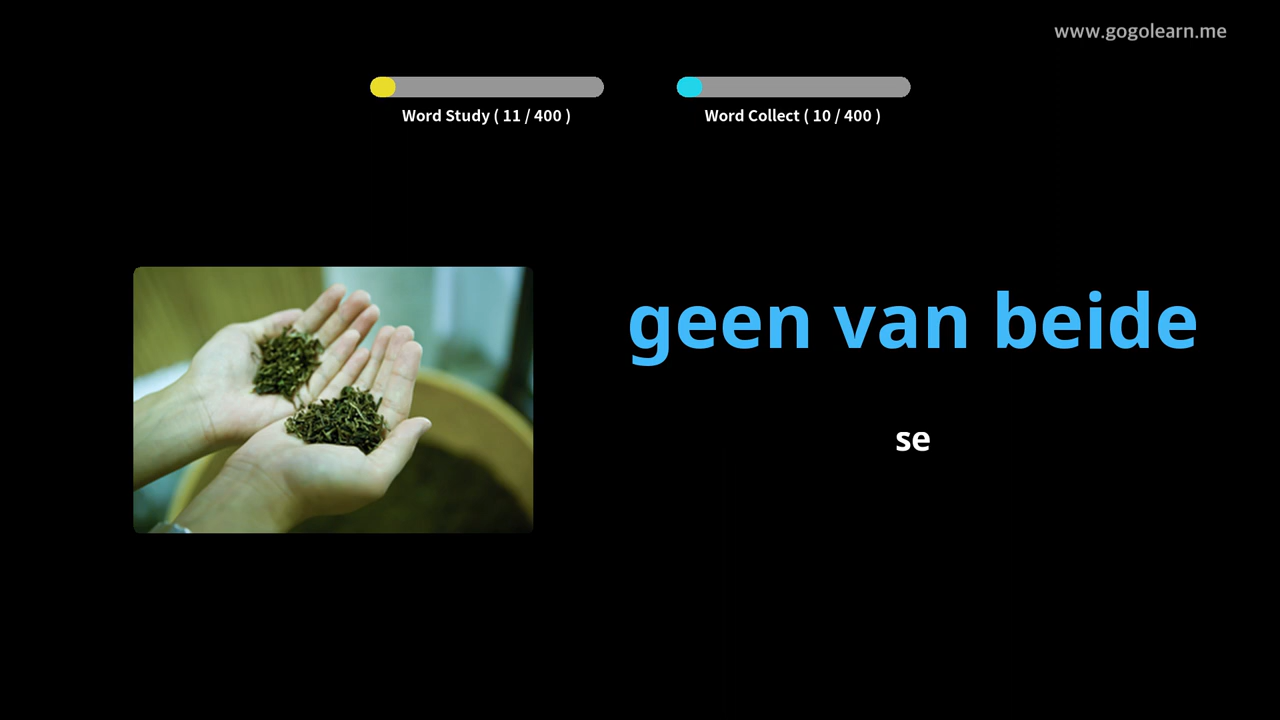 www.gogolearn.me
Word Study ( 11 / 400 )
Word Collect ( 10 / 400 )
geen van beide
se